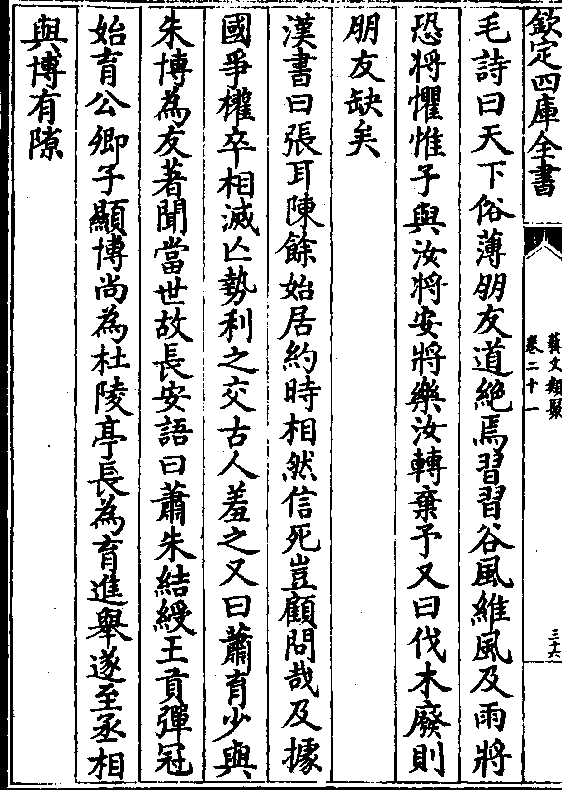 欽定四庫全書
藝文類聚
卷二十一
三六
毛詩曰天下俗薄朋友道絶焉習習谷風維風及雨將
恐將懼惟予與汝將安將樂汝轉棄予又曰伐木廢則
朋友缺矣
漢書曰張耳陳餘始居約時相然信死豈顧問哉及據
國爭權卒相滅亡勢利之交古人羞之又曰蕭育少與
朱博為友著聞當世故長安語曰蕭朱結綬王貢彈冠
始育公卿子顯博尚為杜陵亭長為育進舉遂至丞相
與博有隙